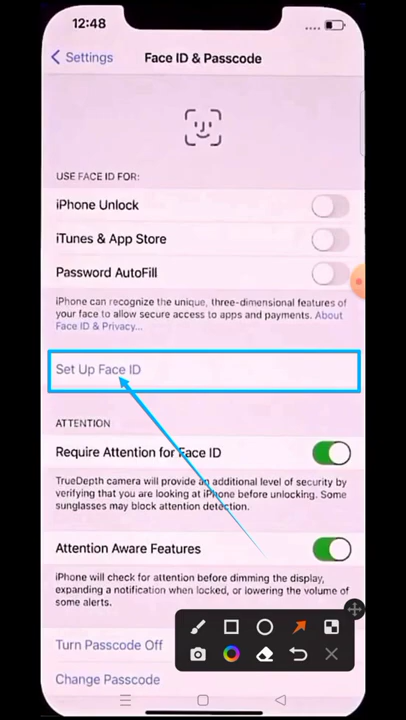 12:48
Settings
Face ID & Passcode
USE FACE ID FOR:
iPhone Unlock
iTunes & App Store
Password AutoFill
iPhone can recognize the unique, three-dimensional features of
your face to allow secure access to apps and payments. About
Face ID & Privacy...
Set Up Face ID
ATTENTION
Require Attention for Face ID
TrueDepth camera will provide an additional level of security by
verifying that you are looking at iPhone before unlocking. Some
sunglasses may block attention detection.
Attention Aware Features
iPhone will check for attention before dimming the display,
expanding a notification when locked, or lowering the volume of
some alerts.
Turn Passcode Off
Change Passcode